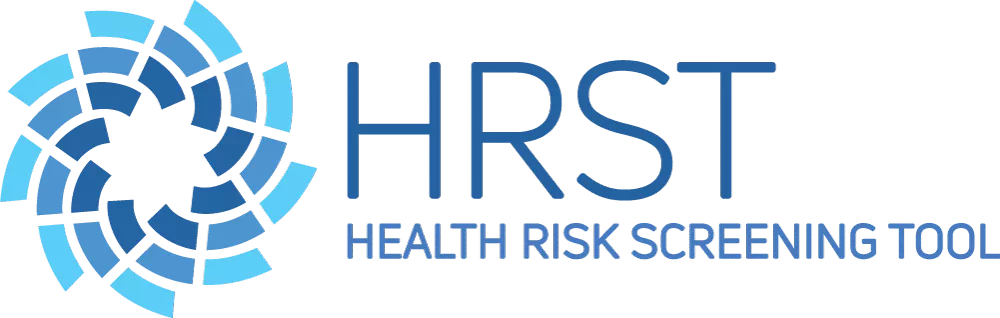 HRST
HEALTH RISK SCREENING TOOL